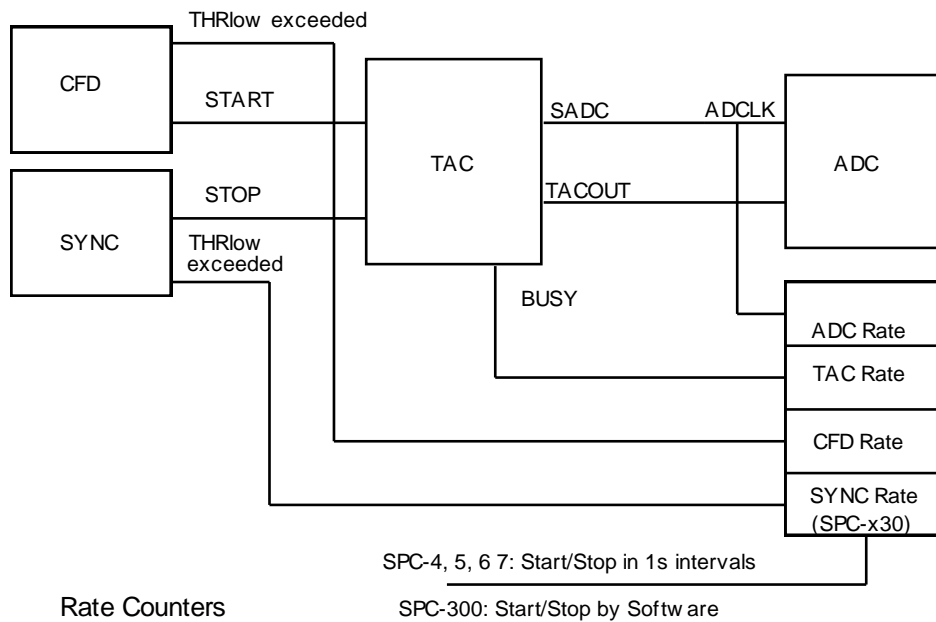 THRlow exceeded
CFD
START
SADC
ADCLK
TAC
ADC
STOP
TACOUT
SYNC
THRlow
exceeded
BUSY
ADC Rate
TAC Rate
CFD Rate
SYNC Rate
(SPC-x30)
SPC-4, 5, 6 7: Start/Stop in 1s intervals
Rate Counters
SPC-300: Start/Stop by Software